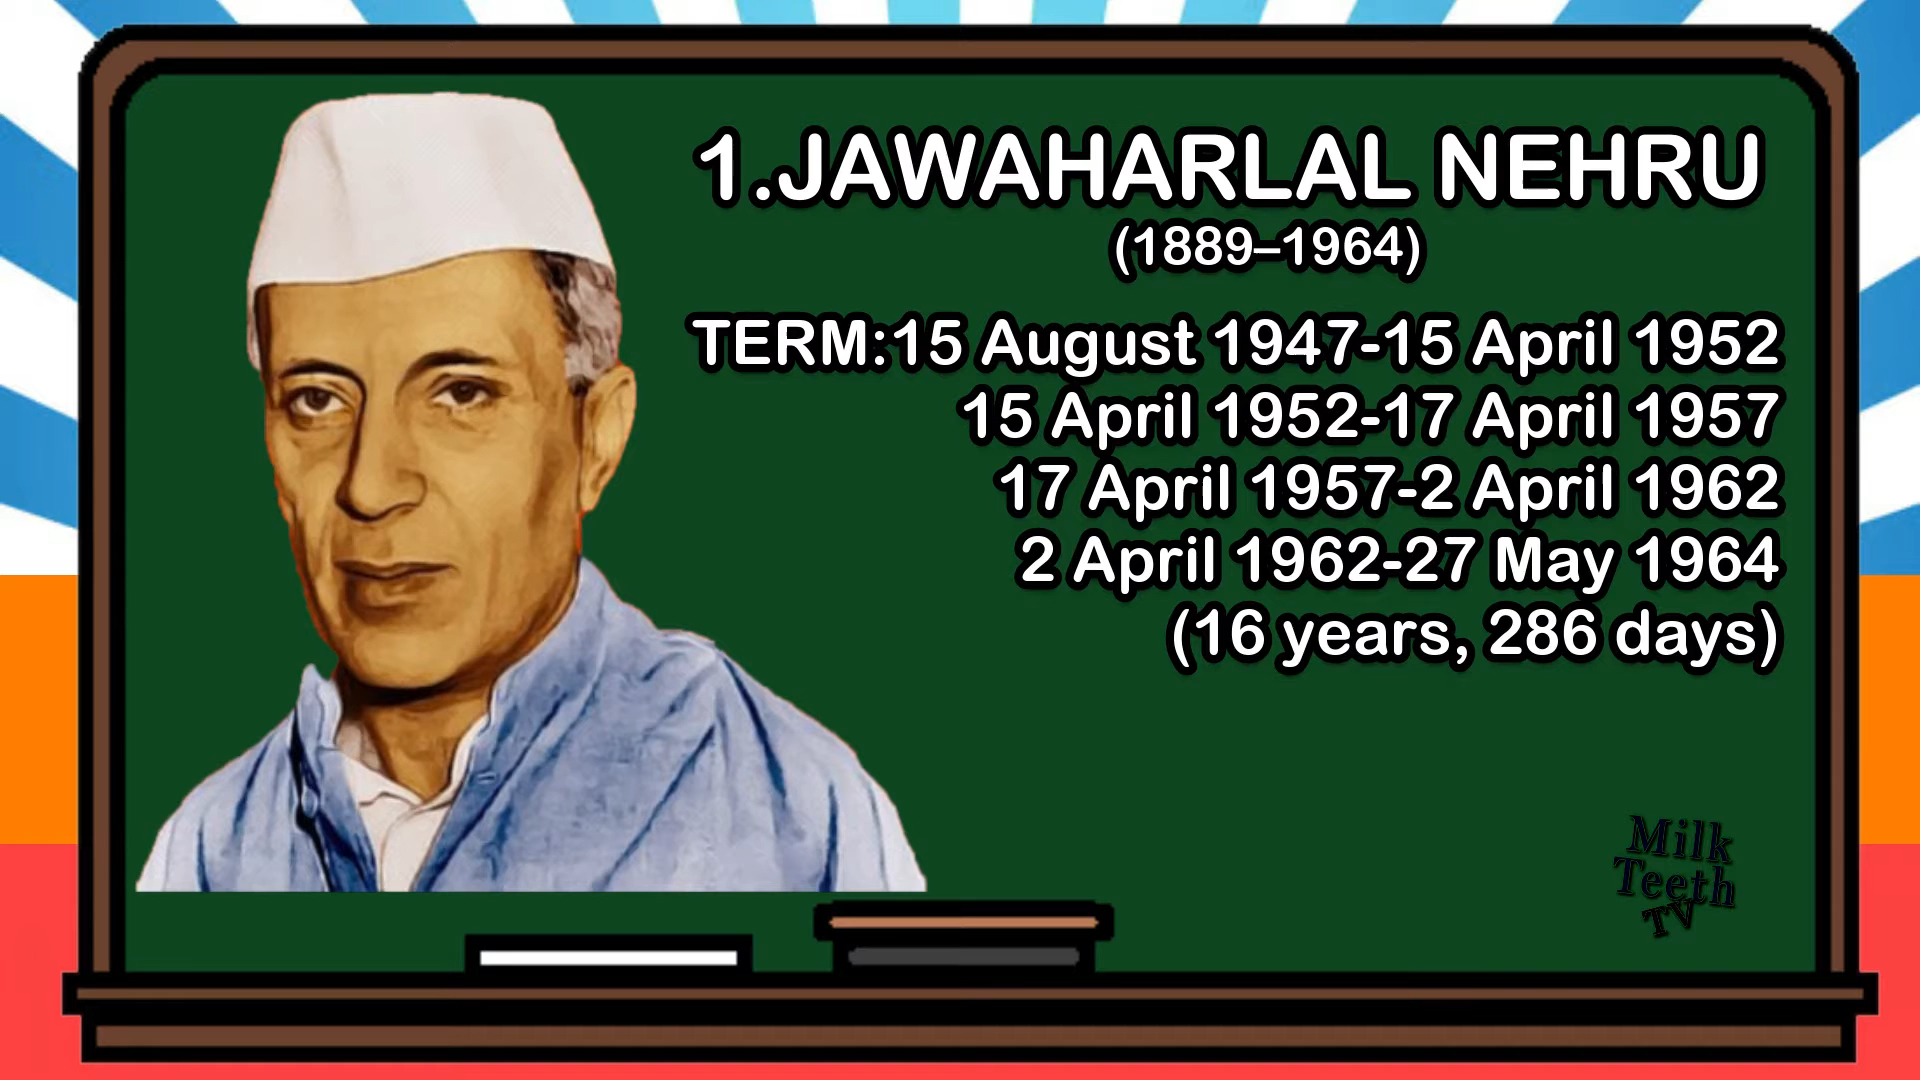 1.JAWAHARLAL NEHRU
(1889–1964)
TERM:15 August 1947-15 April 1952
15 April 1952-17 April 1957
17 April 1957-2 April 1962
2 April 1962-27 May 1964
(16 years, 286 days)
Milk
Teeth
TV